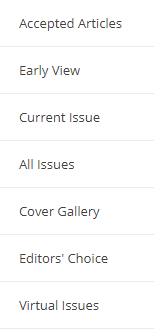 Accepted Articles
Early View
Current Issue
All Issues
Cover Gallery
Editors' Choice
Virtual Issues